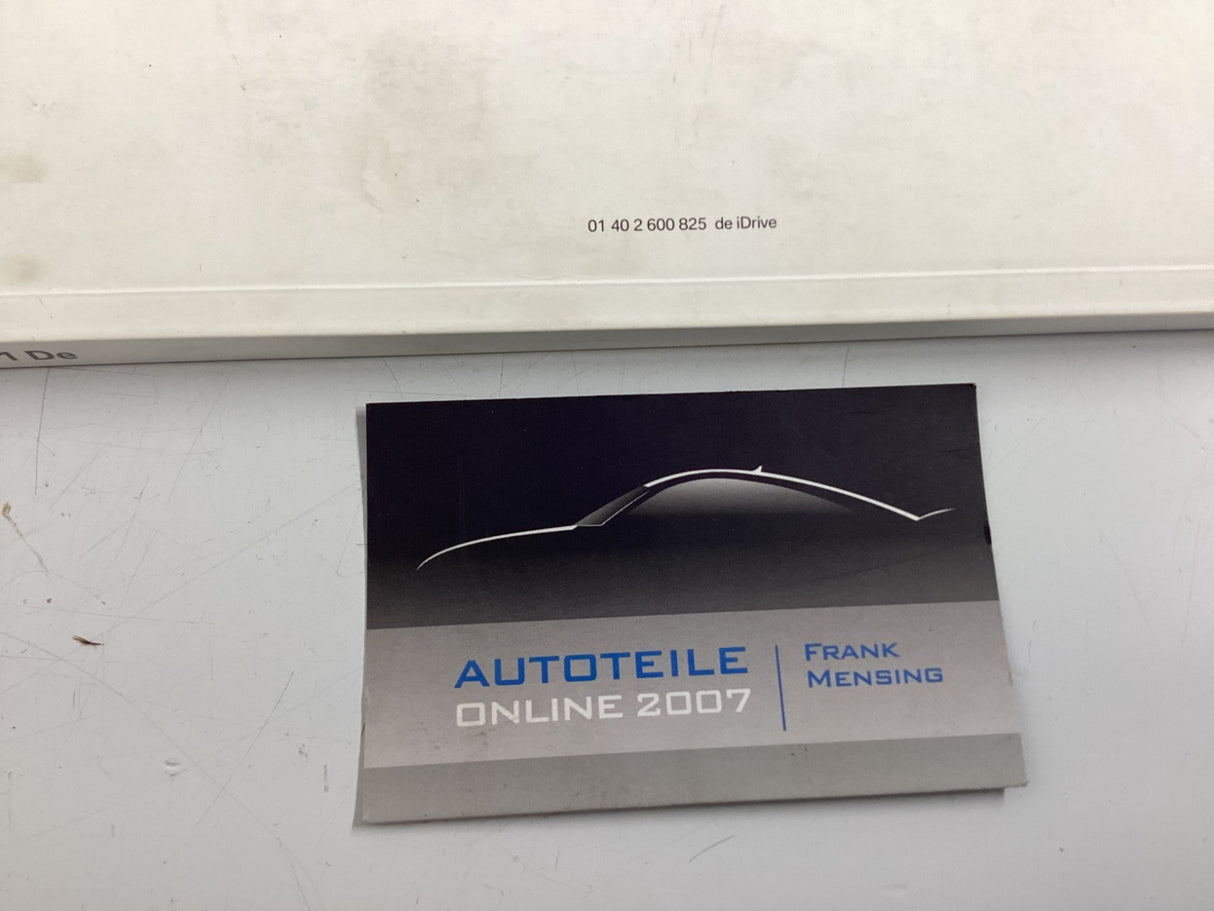 01 40 2 600 825 de iDrive
1 De
AUTOTEILE
ONLINE 2007
FRANK
MENSING